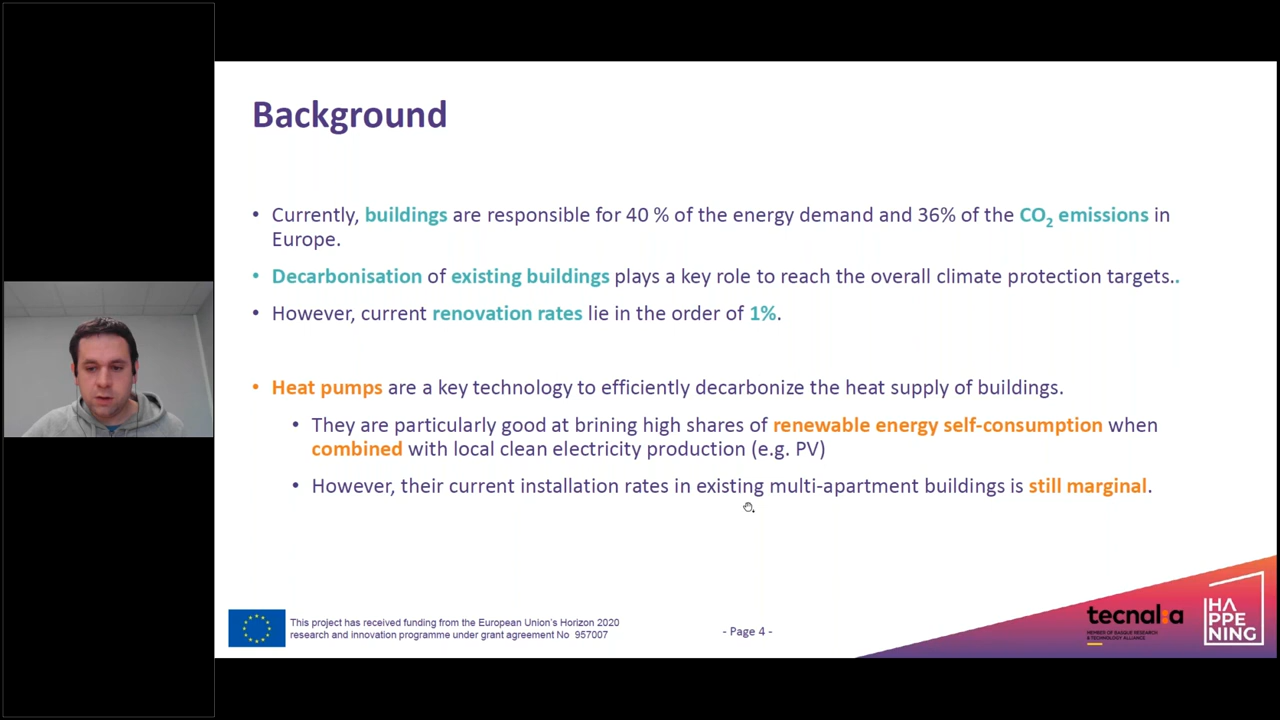 Background
• Currently, buildings are responsible for 40 % of the energy demand and 36% of the CO₂ emissions in
Europe.
• Decarbonisation of existing buildings plays a key role to reach the overall climate protection targets..
• However, current renovation rates lie in the order of 1%.
• Heat pumps are a key technology to efficiently decarbonize the heat supply of buildings.
• They are particularly good at brining high shares of renewable energy self-consumption when
combined with local clean electricity production (e.g. PV)
• However, their current installation rates in existing multi-apartment buildings is still marginal.
This project has received funding from the European Union's Horizon 2020
research and innovation programme under grant agreement No 957007
- Page 4 -
tecnalia
MEMBER OF BASQUE RESEARCH
& TECHNOLOGY ALLIANCE
HA
PPE
NING